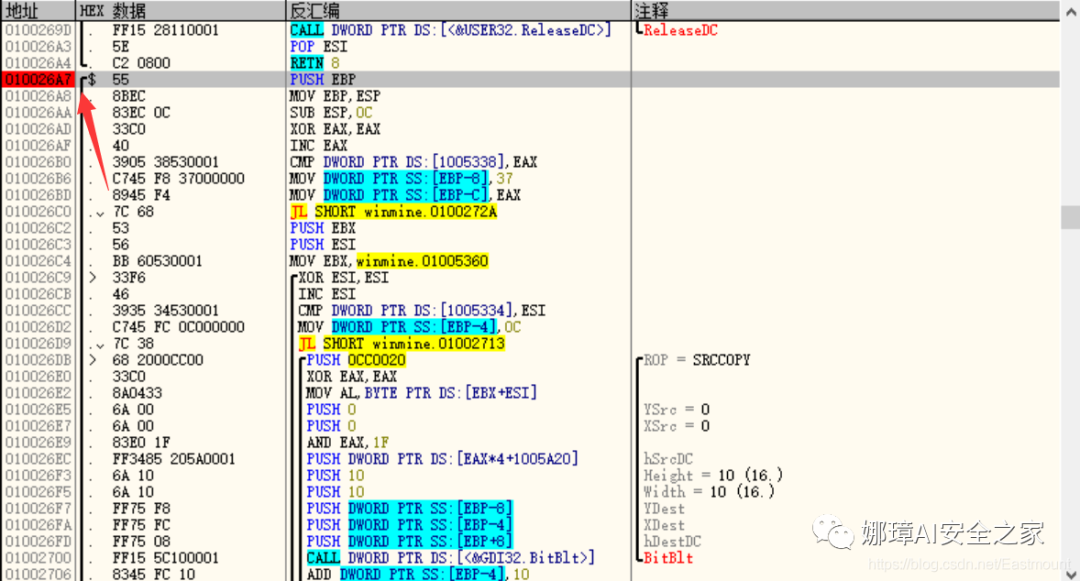 地址 HEX 数据 反汇编 注释
0100269D . FF15 28110001 CALL DWORD PTR DS:[<&USER32.ReleaseDC>] ReleaseDC
010026A3 . 5E POP ESI
010026A4 . C2 0800 RETN 8
010026A7 $ 55 PUSH EBP
010026A8 . 8BEC MOV EBP,ESP
010026AA . 83EC 0C SUB ESP,0C
010026AD . 33C0 XOR EAX,EAX
010026AF . 40 INC EAX
010026B0 . 3905 38530001 CMP DWORD PTR DS:[1005338],EAX
010026B6 . C745 F8 37000000 MOV DWORD PTR SS:[EBP-8],37
010026BD . 8945 F4 MOV DWORD PTR SS:[EBP-C],EAX
010026C0 . 7C 68 JL SHORT winmine.0100272A
010026C2 . 53 PUSH EBX
010026C3 . 56 PUSH ESI
010026C4 . BB 60530001 MOV EBX,winmine.01005360
010026C9 > 33F6 XOR ESI,ESI
010026CB . 46 INC ESI
010026CC . 3935 34530001 CMP DWORD PTR DS:[1005334],ESI
010026D2 . C745 FC 0C000000 MOV DWORD PTR SS:[EBP-4],0C
010026D9 . 7C 38 JL SHORT winmine.01002713
010026DB > 68 2000CC00 PUSH 0CC0020 ROP = SRCCOPY
010026E0 . 33C0 XOR EAX,EAX
010026E2 . 8A0433 MOV AL,BYTE PTR DS:[EBX+ESI]
010026E5 . 6A 00 PUSH 0 YSrc = 0
010026E7 . 6A 00 PUSH 0 XSrc = 0
010026E9 . 83E0 1F AND EAX,1F
010026EC . FF3485 205A0001 PUSH DWORD PTR DS:[EAX*4+1005A20] hSrcDC
010026F3 . 6A 10 PUSH 10 Height = 10 (16.)
010026F5 . 6A 10 PUSH 10 Width = 10 (16.)
010026F7 . FF75 F8 PUSH DWORD PTR SS:[EBP-8] YDest
010026FA . FF75 FC PUSH DWORD PTR SS:[EBP-4] XDest
010026FD . FF75 08 PUSH DWORD PTR SS:[EBP+8] hDestDC
01002700 . FF15 5C100001 CALL DWORD PTR DS:[<&GDI32.BitBlt>] BitBlt
01002706 . 8345 FC 10 ADD DWORD PTR SS:[EBP-4],10
娜璋AI安全之家
https://blog.csdn.net/Eastmount